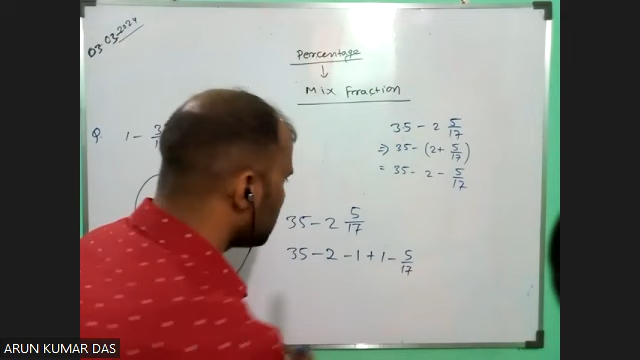 03.03.2024
Percentage
↓
Mix Fraction
Q. 1 - 3
35 - 2 5/17
⇒ 35 - (2 + 5/17)
= 35 - 2 - 5/17
35 - 2 5/17
35 - 2 - 1 + 1 - 5/17
ARUN KUMAR DAS